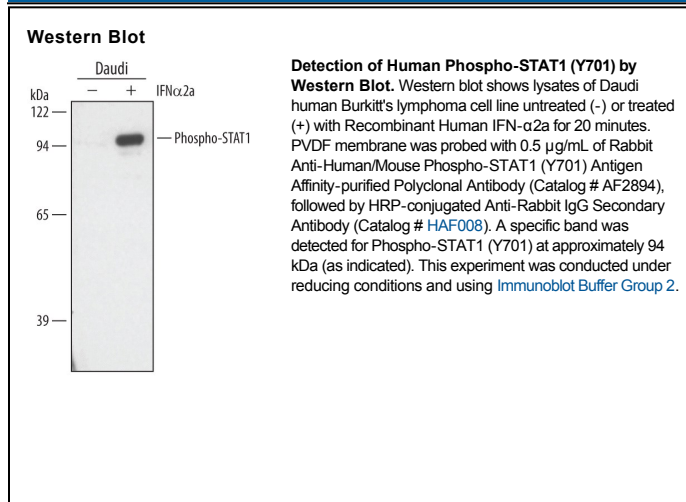 Western Blot
Daudi
kDa
− + IFNα2a
122
Phospho-STAT1
94
65
39
Detection of Human Phospho-STAT1 (Y701) by
Western Blot. Western blot shows lysates of Daudi
human Burkitt's lymphoma cell line untreated (-) or treated
(+) with Recombinant Human IFN-α2a for 20 minutes.
PVDF membrane was probed with 0.5 µg/mL of Rabbit
Anti-Human/Mouse Phospho-STAT1 (Y701) Antigen
Affinity-purified Polyclonal Antibody (Catalog # AF2894),
followed by HRP-conjugated Anti-Rabbit IgG Secondary
Antibody (Catalog # HAF008). A specific band was
detected for Phospho-STAT1 (Y701) at approximately 94
kDa (as indicated). This experiment was conducted under
reducing conditions and using Immunoblot Buffer Group 2.